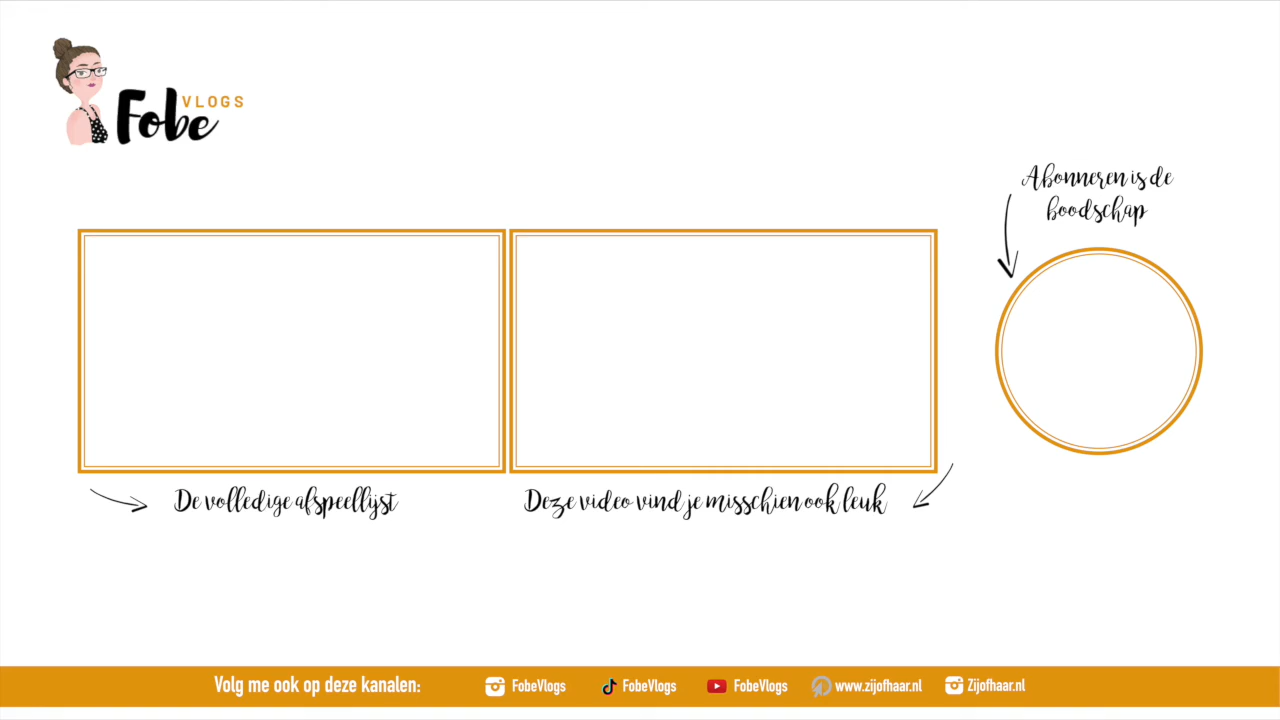 VLOGS
Fobe
Abonneren is de
boodschap
De volledige afspeellijst
Deze video vind je misschien ook leuk
Volg me ook op deze kanalen:
FobeVlogs
FobeVlogs
FobeVlogs
www.zijofhaar.nl
Zijofhaar.nl